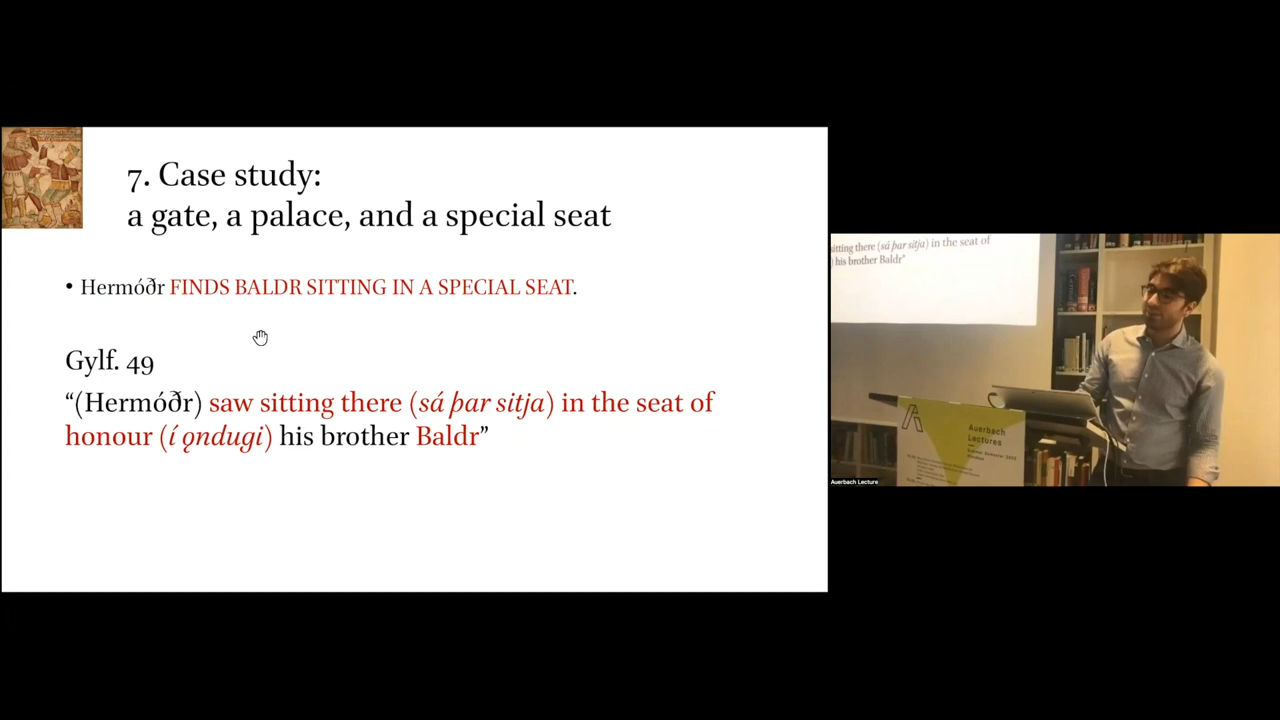 7. Case study:
a gate, a palace, and a special seat
• Hermóðr FINDS BALDR SITTING IN A SPECIAL SEAT.
Gylf. 49
“(Hermóðr) saw sitting there (sá þar sitja) in the seat of
honour (í ǫndugi) his brother Baldr”
sitting there (sá þar sitja) in the seat of
) his brother Baldr”
Auerbach
Lectures
Auerbach Lecture